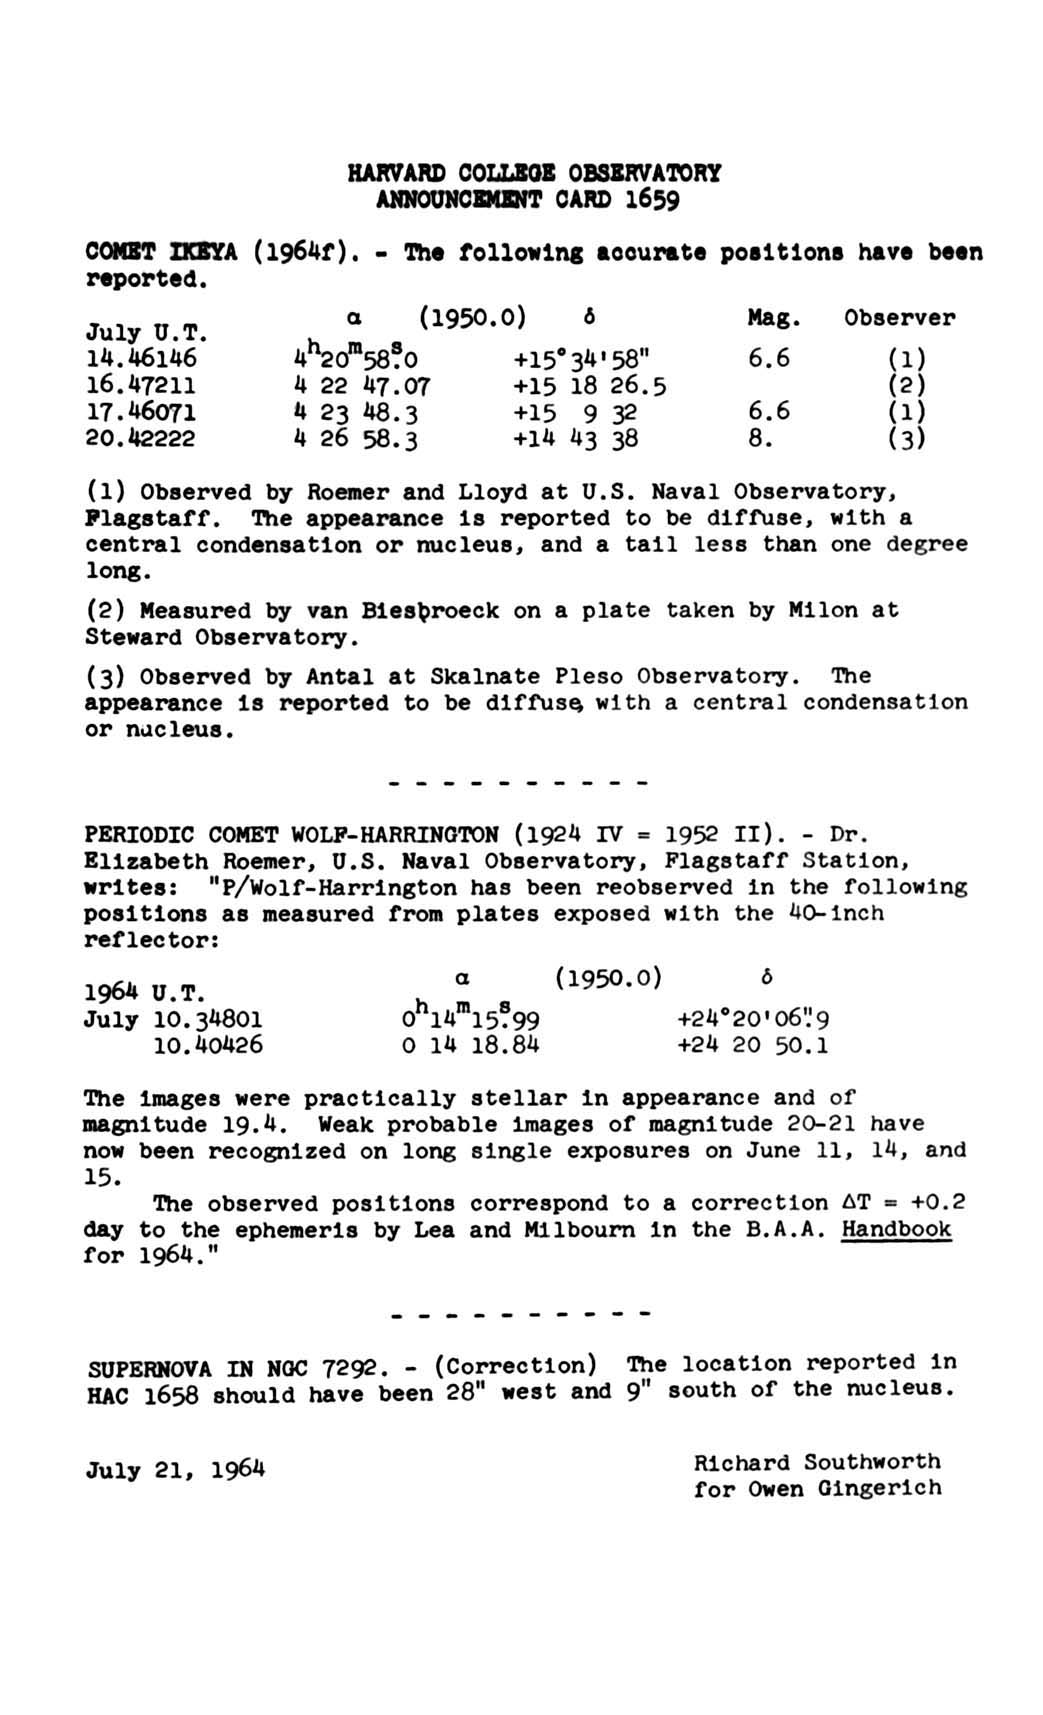 HARVARD COLLEGE OBSERVATORY
ANNOUNCEMENT CARD 1659
COMET IKEYA (1964f). - The following accurate positions have been
reported.
July U.T. α (1950.0) δ Mag. Observer
14.46146 4ʰ20ᵐ58ˢ.0 +15°34'58" 6.6 (1)
16.47211 4 22 47.07 +15 18 26.5 (2)
17.46071 4 23 48.3 +15 9 32 6.6 (1)
20.42222 4 26 58.3 +14 43 38 8. (3)
(1) Observed by Roemer and Lloyd at U.S. Naval Observatory,
Flagstaff. The appearance is reported to be diffuse, with a
central condensation or nucleus, and a tail less than one degree
long.
(2) Measured by van Biesbroeck on a plate taken by Milon at
Steward Observatory.
(3) Observed by Antal at Skalnate Pleso Observatory. The
appearance is reported to be diffuse, with a central condensation
or nucleus.
- - - - - - - - - -
PERIODIC COMET WOLF-HARRINGTON (1924 IV = 1952 II). - Dr.
Elizabeth Roemer, U.S. Naval Observatory, Flagstaff Station,
writes: "P/Wolf-Harrington has been reobserved in the following
positions as measured from plates exposed with the 40-inch
reflector:
1964 U.T. α (1950.0) δ
July 10.34801 0ʰ14ᵐ15ˢ.99 +24°20'06".9
10.40426 0 14 18.84 +24 20 50.1
The images were practically stellar in appearance and of
magnitude 19.4. Weak probable images of magnitude 20-21 have
now been recognized on long single exposures on June 11, 14, and
15.
The observed positions correspond to a correction ΔT = +0.2
day to the ephemeris by Lea and Milbourn in the B.A.A. Handbook
for 1964."
- - - - - - - - - -
SUPERNOVA IN NGC 7292. - (Correction) The location reported in
HAC 1658 should have been 28" west and 9" south of the nucleus.
July 21, 1964
Richard Southworth
for Owen Gingerich